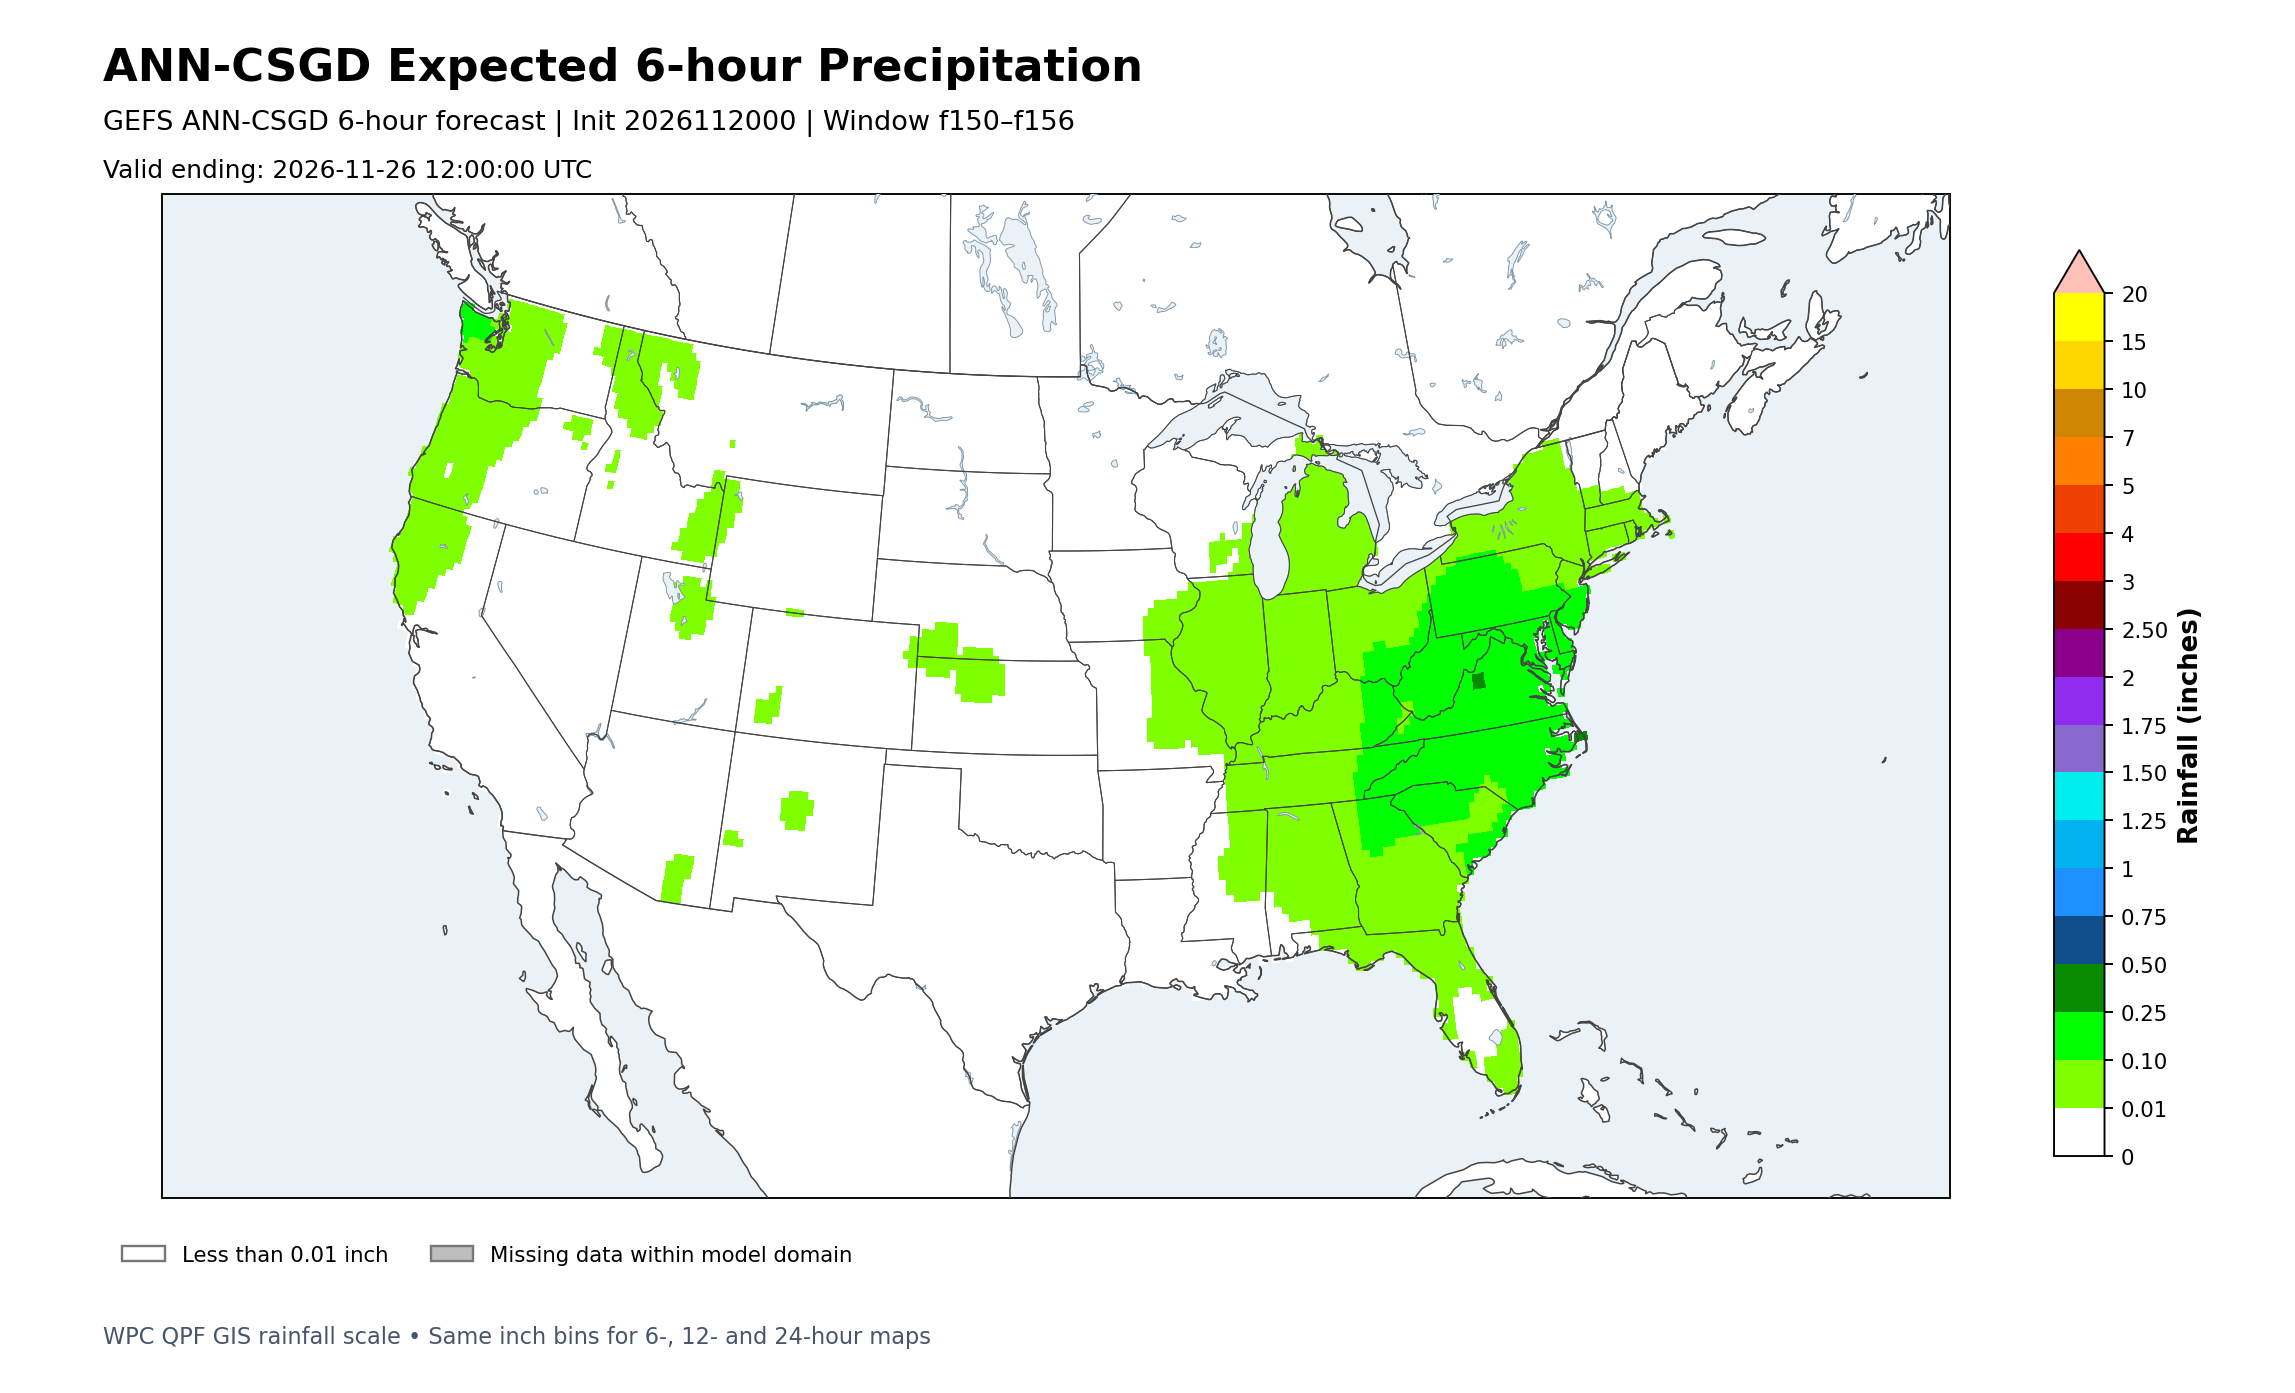 ANN-CSGD Expected 6-hour Precipitation
GEFS ANN-CSGD 6-hour forecast | Init 2026112000 | Window f150–f156
Valid ending: 2026-11-26 12:00:00 UTC
20
15
10
7
5
4
3
2.50
2
1.75
1.50
1.25
1
0.75
0.50
0.25
0.10
0.01
0
Rainfall (inches)
Less than 0.01 inch
Missing data within model domain
WPC QPF GIS rainfall scale • Same inch bins for 6-, 12- and 24-hour maps